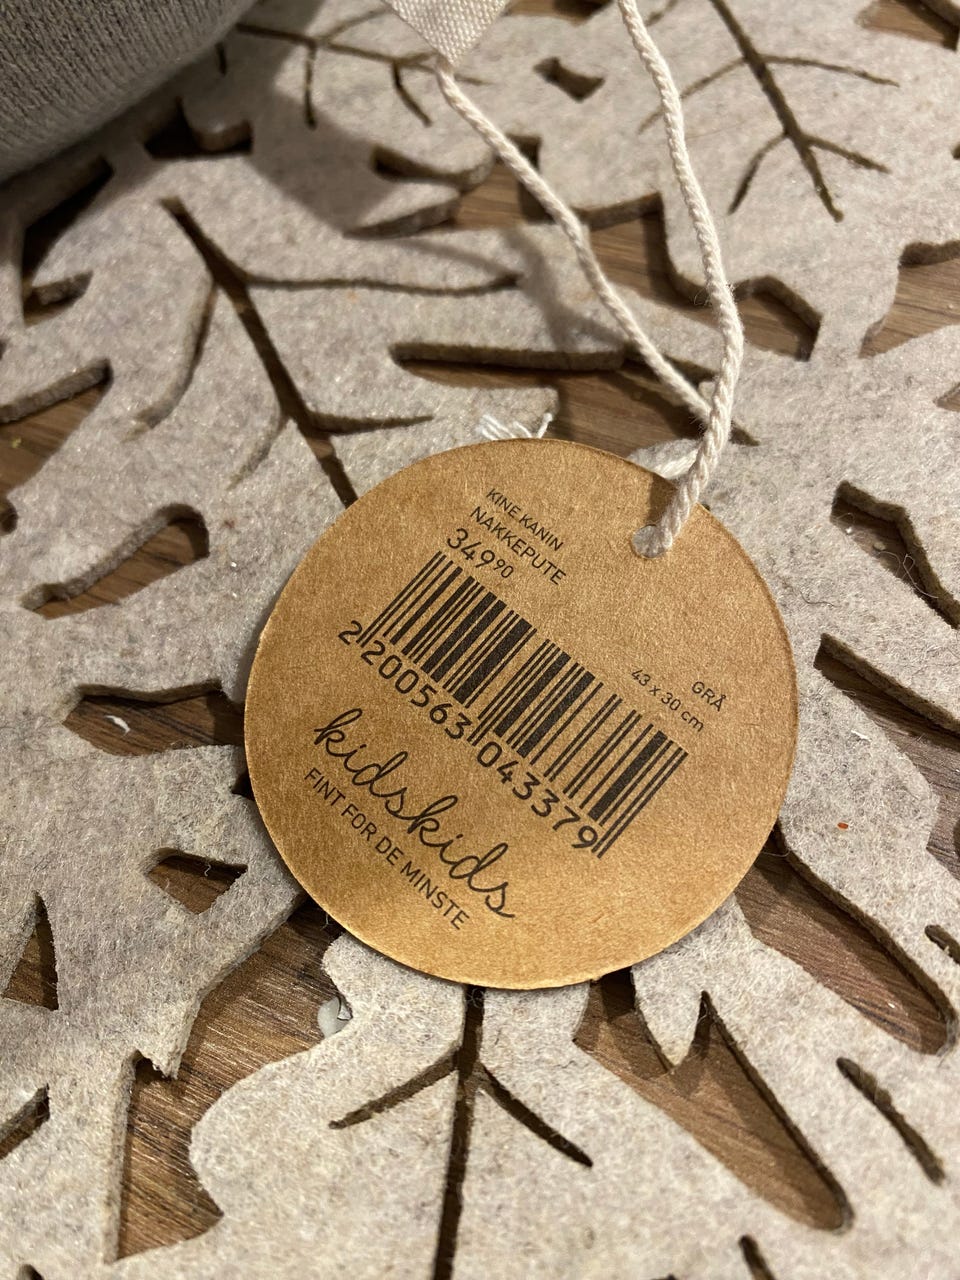 KINE KANIN
NAKKEPUTE
34990
GRÅ
43 x 30 cm
2 200563 043379
kidskids
FINT FOR DE MINSTE